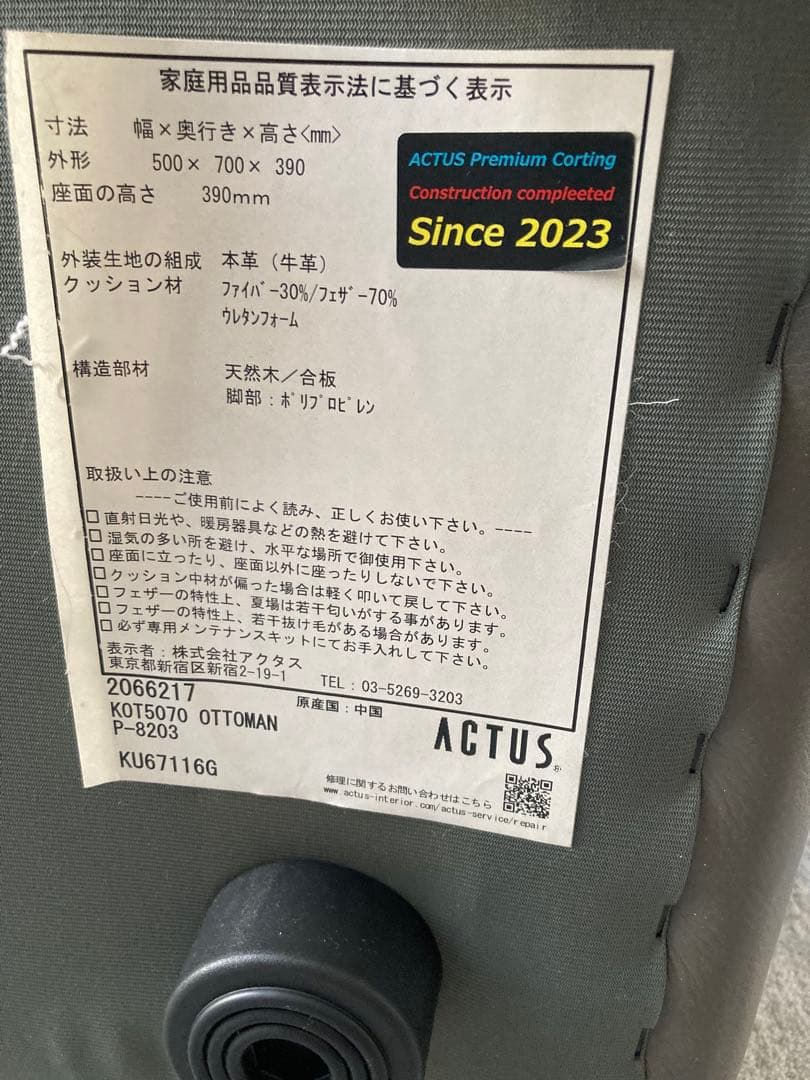 家庭用品品質表示法に基づく表示
寸法 幅×奥行き×高さ<mm>
外形 500× 700× 390
座面の高さ 390mm
ACTUS Premium Corting
Construction compleeted
Since 2023
外装生地の組成 本革（牛革）
クッション材 ﾌｧｲﾊﾞｰ30%/ﾌｪｻﾞｰ70%
ｳﾚﾀﾝﾌｫｰﾑ
構造部材 天然木／合板
脚部：ﾎﾟﾘﾌﾟﾛﾋﾟﾚﾝ
取扱い上の注意
----ご使用前によく読み、正しくお使い下さい。----
□ 直射日光や、暖房器具などの熱を避けて下さい。
□ 湿気の多い所を避け、水平な場所で御使用下さい。
□ 座面に立ったり、座面以外に座ったりしないで下さい。
□ クッション中材が偏った場合は軽く叩いて戻して下さい。
□ フェザーの特性上、夏場は若干匂いがする事があります。
□ フェザーの特性上、若干抜け毛がある場合があります。
□ 必ず専用メンテナンスキットにてお手入れして下さい。
表示者：株式会社アクタス
東京都新宿区新宿2-19-1 TEL：03-5269-3203
2066217 原産国：中国
KOT5070 OTTOMAN
P-8203
ACTUS®
KU67116G
修理に関するお問い合わせはこちら
www.actus-interior.com/actus-service/repair